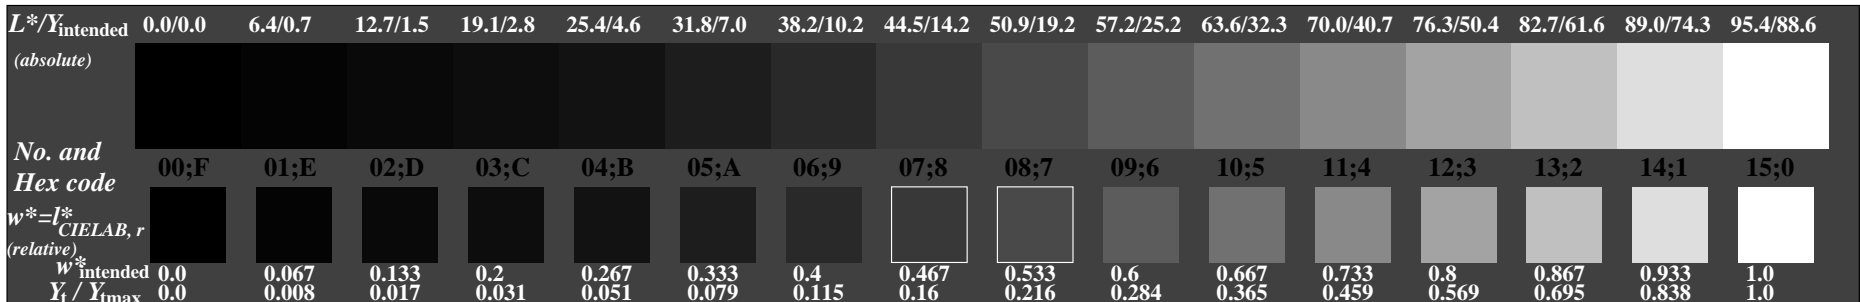 L*/Yintended 0.0/0.0 6.4/0.7 12.7/1.5 19.1/2.8 25.4/4.6 31.8/7.0 38.2/10.2 44.5/14.2 50.9/19.2 57.2/25.2 63.6/32.3 70.0/40.7 76.3/50.4 82.7/61.6 89.0/74.3 95.4/88.6
(absolute)
No. and
Hex code
00;F 01;E 02;D 03;C 04;B 05;A 06;9 07;8 08;7 09;6 10;5 11;4 12;3 13;2 14;1 15;0
w*=l*CIELAB, r
(relative)
w*intended 0.0 0.067 0.133 0.2 0.267 0.333 0.4 0.467 0.533 0.6 0.667 0.733 0.8 0.867 0.933 1.0
Yt / Ytmax 0.0 0.008 0.017 0.031 0.051 0.079 0.115 0.16 0.216 0.284 0.365 0.459 0.569 0.695 0.838 1.0